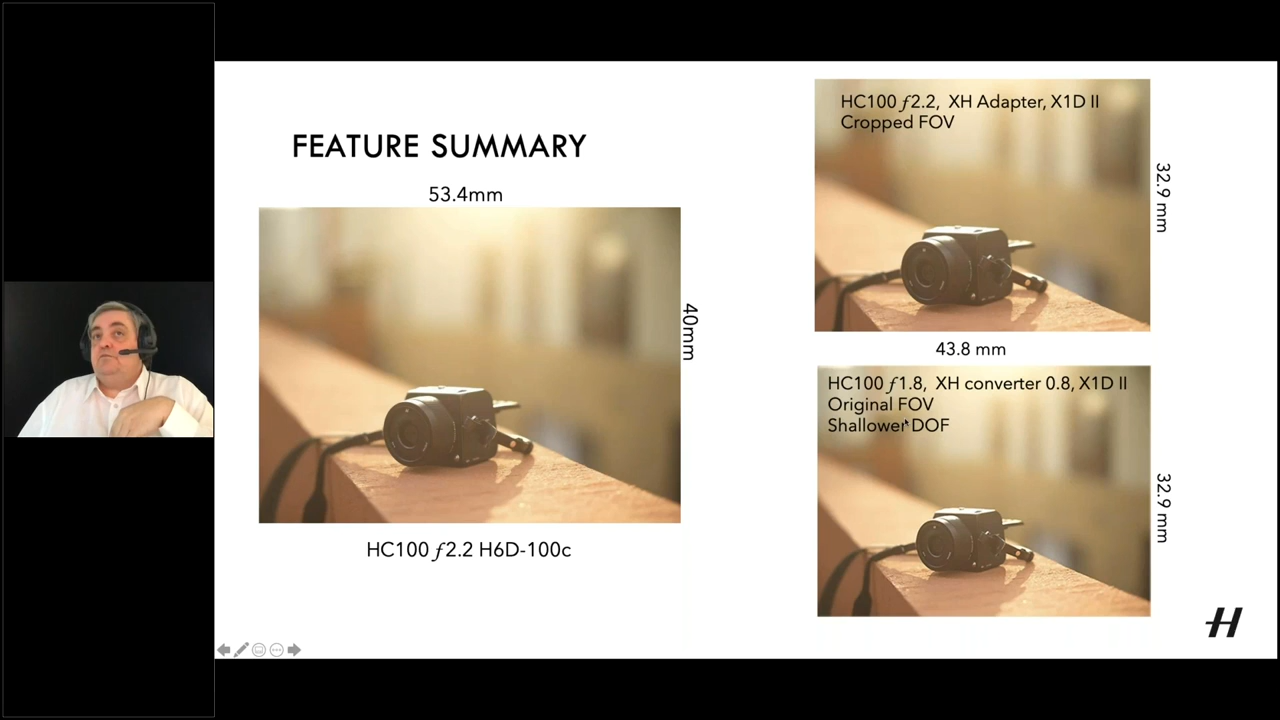 FEATURE SUMMARY
53.4mm
40mm
HC100 ƒ2.2 H6D-100c
HC100 ƒ2.2, XH Adapter, X1D II
Cropped FOV
32.9 mm
43.8 mm
HC100 ƒ1.8, XH converter 0.8, X1D II
Original FOV
Shallower DOF
32.9 mm
H